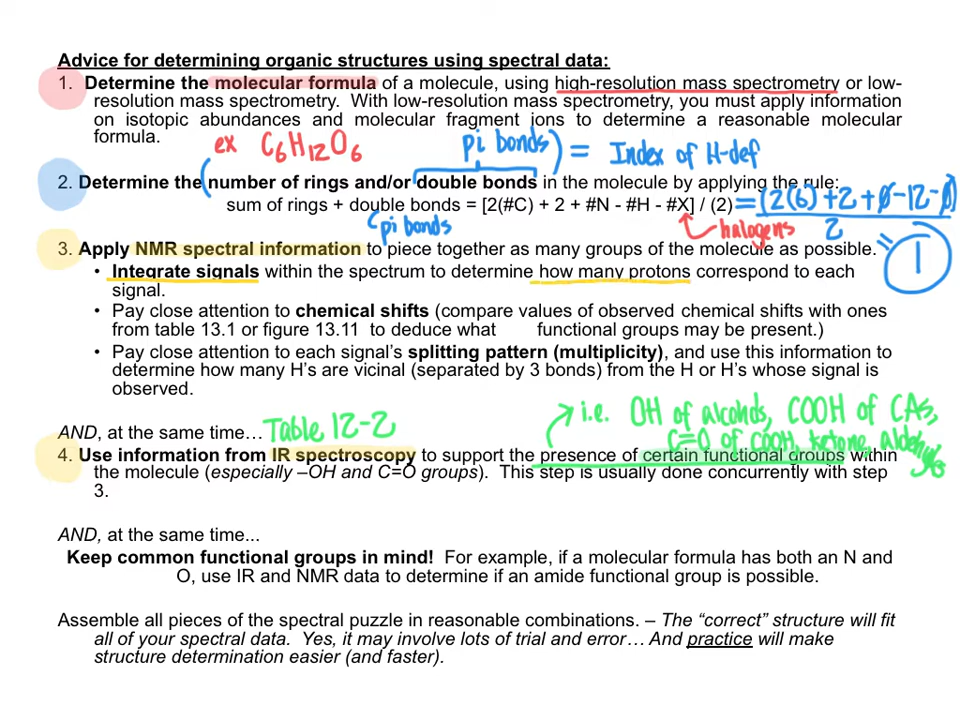 Advice for determining organic structures using spectral data:
1. Determine the molecular formula of a molecule, using high-resolution mass spectrometry or low-
resolution mass spectrometry. With low-resolution mass spectrometry, you must apply information
on isotopic abundances and molecular fragment ions to determine a reasonable molecular
formula.
ex C6H12O6
pi bonds) = Index of H-def
2. Determine the (number of rings and/or double bonds in the molecule by applying the rule:
sum of rings + double bonds = [2(#C) + 2 + #N - #H - #X] / (2) = (2(6) + 2 + 0 - 12 - 0) / 2
(pi bonds
halogens
= 1
3. Apply NMR spectral information to piece together as many groups of the molecule as possible.
• Integrate signals within the spectrum to determine how many protons correspond to each
signal.
• Pay close attention to chemical shifts (compare values of observed chemical shifts with ones
from table 13.1 or figure 13.11 to deduce what functional groups may be present.)
• Pay close attention to each signal's splitting pattern (multiplicity), and use this information to
determine how many H's are vicinal (separated by 3 bonds) from the H or H's whose signal is
observed.
i.e. OH of alcohols, COOH of CAs,
C=O of COOH, ketone, aldehyde
AND, at the same time… Table 12-2
4. Use information from IR spectroscopy to support the presence of certain functional groups within
the molecule (especially –OH and C=O groups). This step is usually done concurrently with step
3.
AND, at the same time...
Keep common functional groups in mind! For example, if a molecular formula has both an N and
O, use IR and NMR data to determine if an amide functional group is possible.
Assemble all pieces of the spectral puzzle in reasonable combinations. – The “correct” structure will fit
all of your spectral data. Yes, it may involve lots of trial and error… And practice will make
structure determination easier (and faster).